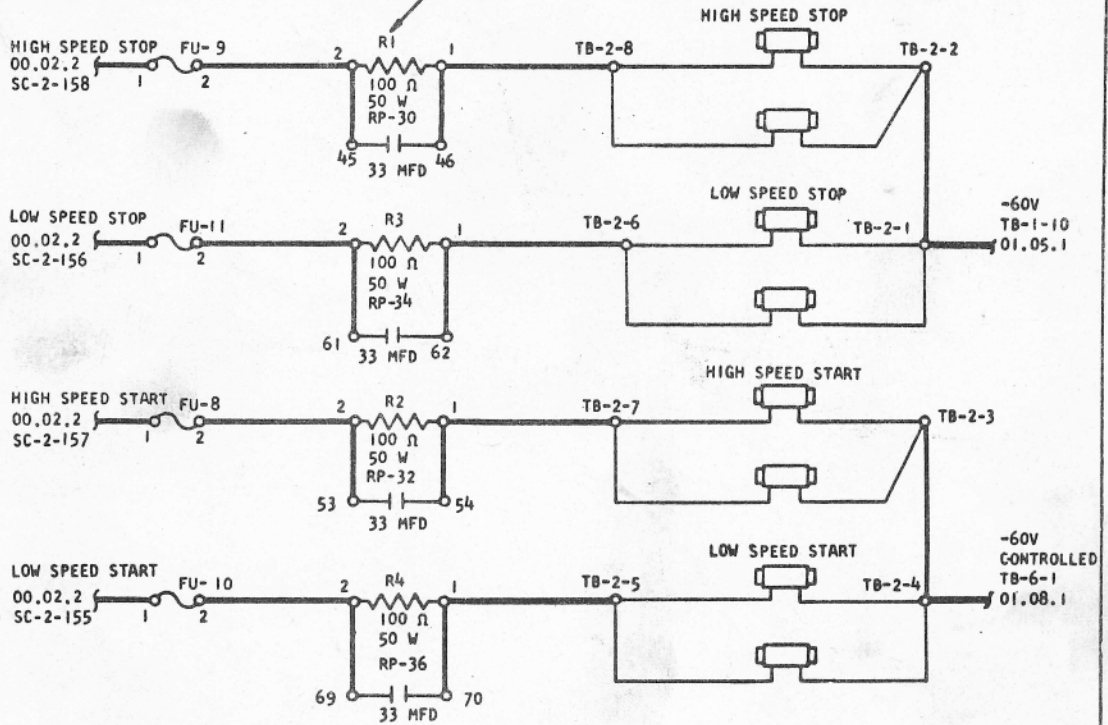 HIGH SPEED STOP
HIGH SPEED STOP
00.02.2
SC-2-158
FU-9
1
2
2
R1
1
100 Ω
50 W
RP-30
45
46
33 MFD
TB-2-8
TB-2-2
LOW SPEED STOP
00.02.2
SC-2-156
FU-11
1
2
2
R3
1
100 Ω
50 W
RP-34
61
62
33 MFD
TB-2-6
LOW SPEED STOP
TB-2-1
-60V
TB-1-10
01.05.1
HIGH SPEED START
00.02.2
SC-2-157
FU-8
1
2
2
R2
1
100 Ω
50 W
RP-32
53
54
33 MFD
TB-2-7
HIGH SPEED START
TB-2-3
LOW SPEED START
00.02.2
SC-2-155
FU-10
1
2
2
R4
1
100 Ω
50 W
RP-36
69
70
33 MFD
TB-2-5
LOW SPEED START
TB-2-4
-60V
CONTROLLED
TB-6-1
01.08.1